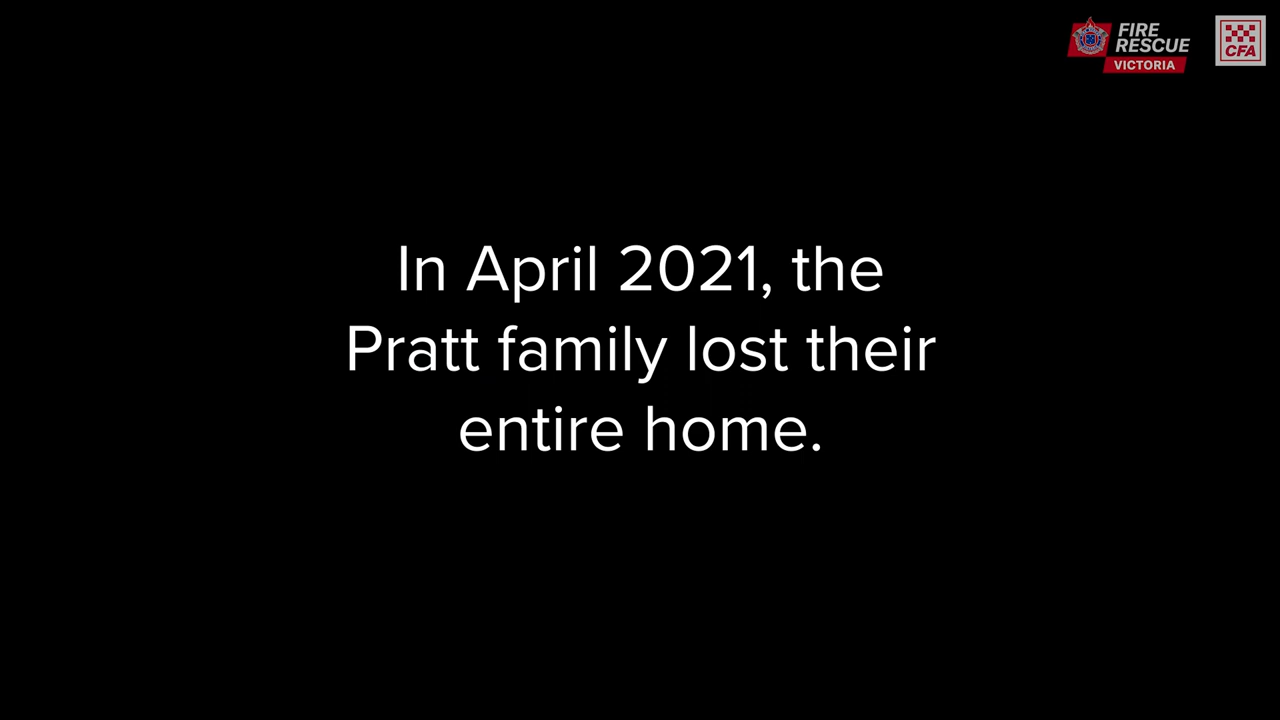 FIRE
RESCUE
VICTORIA
CFA
In April 2021, the
Pratt family lost their
entire home.